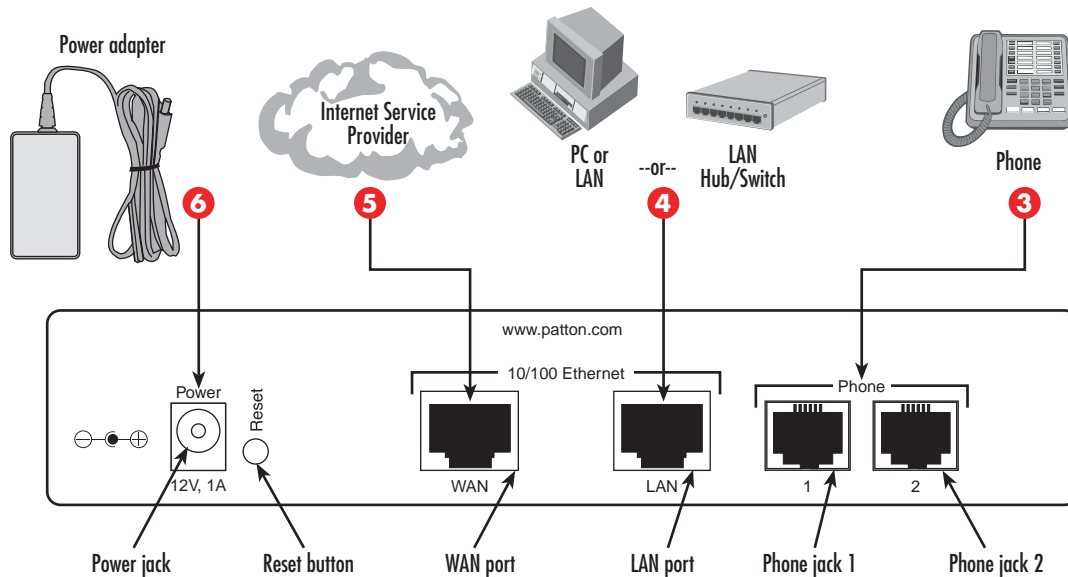 Power adapter
Internet Service
Provider
PC or
LAN
--or--
LAN
Hub/Switch
Phone
6
5
4
3
www.patton.com
10/100 Ethernet
Power
Reset
Phone
12V, 1A
WAN
LAN
1
2
Power jack
Reset button
WAN port
LAN port
Phone jack 1
Phone jack 2